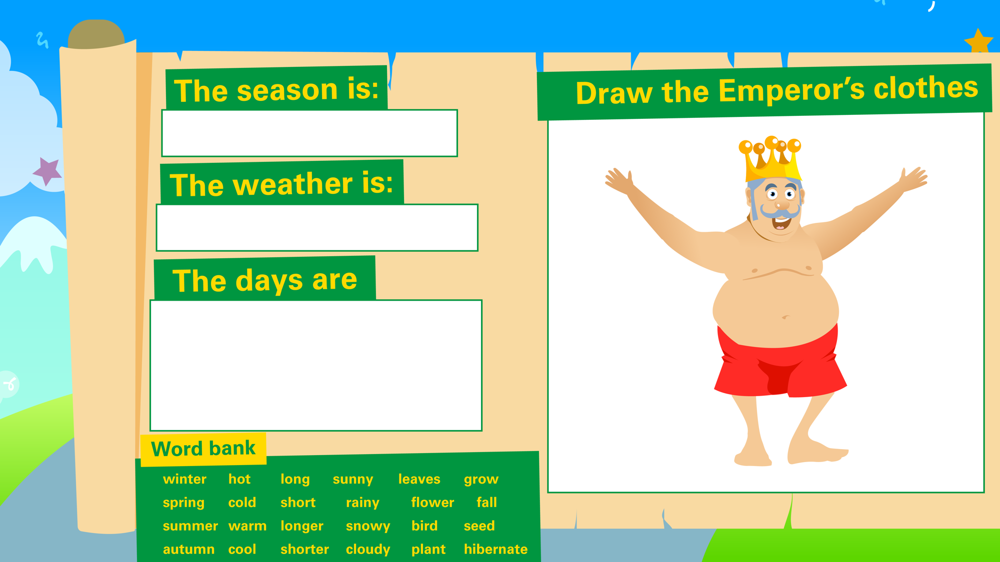 The season is:
Draw the Emperor’s clothes
The weather is:
The days are
Word bank
winter hot long sunny leaves grow
spring cold short rainy flower fall
summer warm longer snowy bird seed
autumn cool shorter cloudy plant hibernate